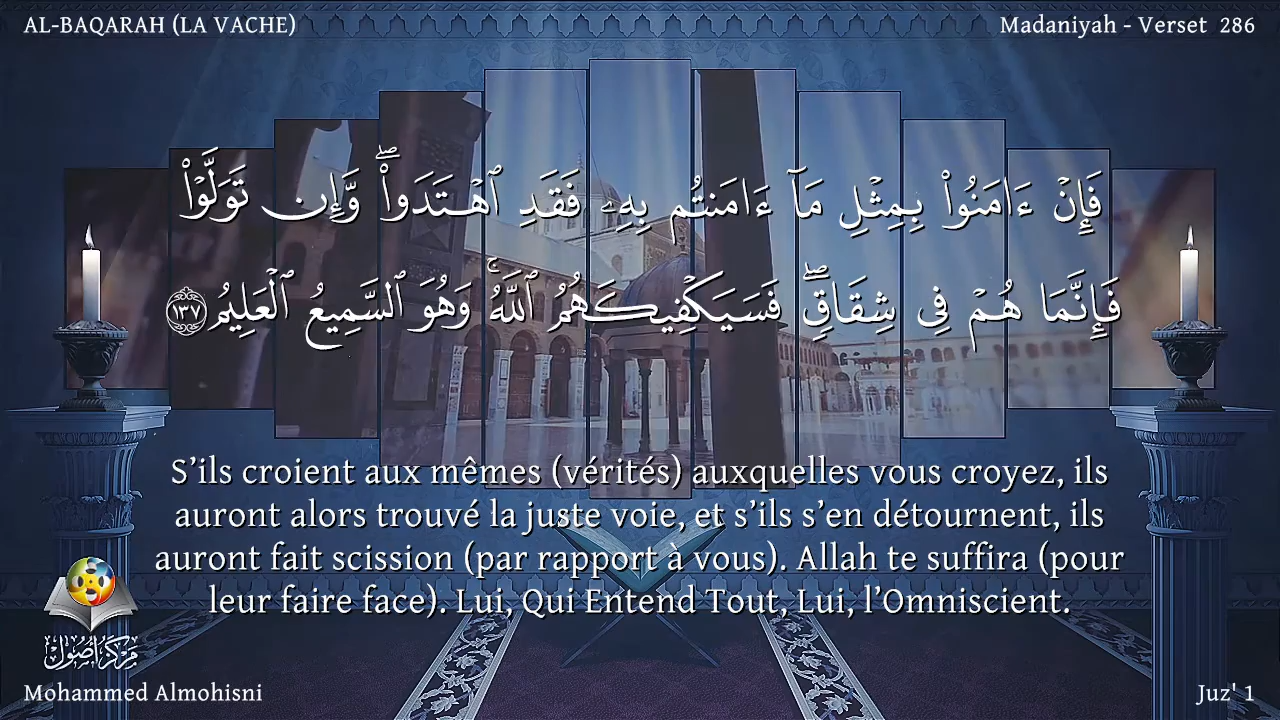 AL-BAQARAH (LA VACHE)
Madaniyah - Verset 286
فَإِنْ ءَامَنُوا۟ بِمِثْلِ مَآ ءَامَنتُم بِهِۦ فَقَدِ ٱهْتَدَوا۟ ۖ وَّإِن تَوَلَّوْا۟
فَإِنَّمَا هُمْ فِى شِقَاقٍ ۖ فَسَيَكْفِيكَهُمُ ٱللَّهُ ۚ وَهُوَ ٱلسَّمِيعُ ٱلْعَلِيمُ ١٣٧
S’ils croient aux mêmes (vérités) auxquelles vous croyez, ils
auront alors trouvé la juste voie, et s’ils s’en détournent, ils
auront fait scission (par rapport à vous). Allah te suffira (pour
leur faire face). Lui, Qui Entend Tout, Lui, l’Omniscient.
مركز أصول
Mohammed Almohisni
Juz' 1